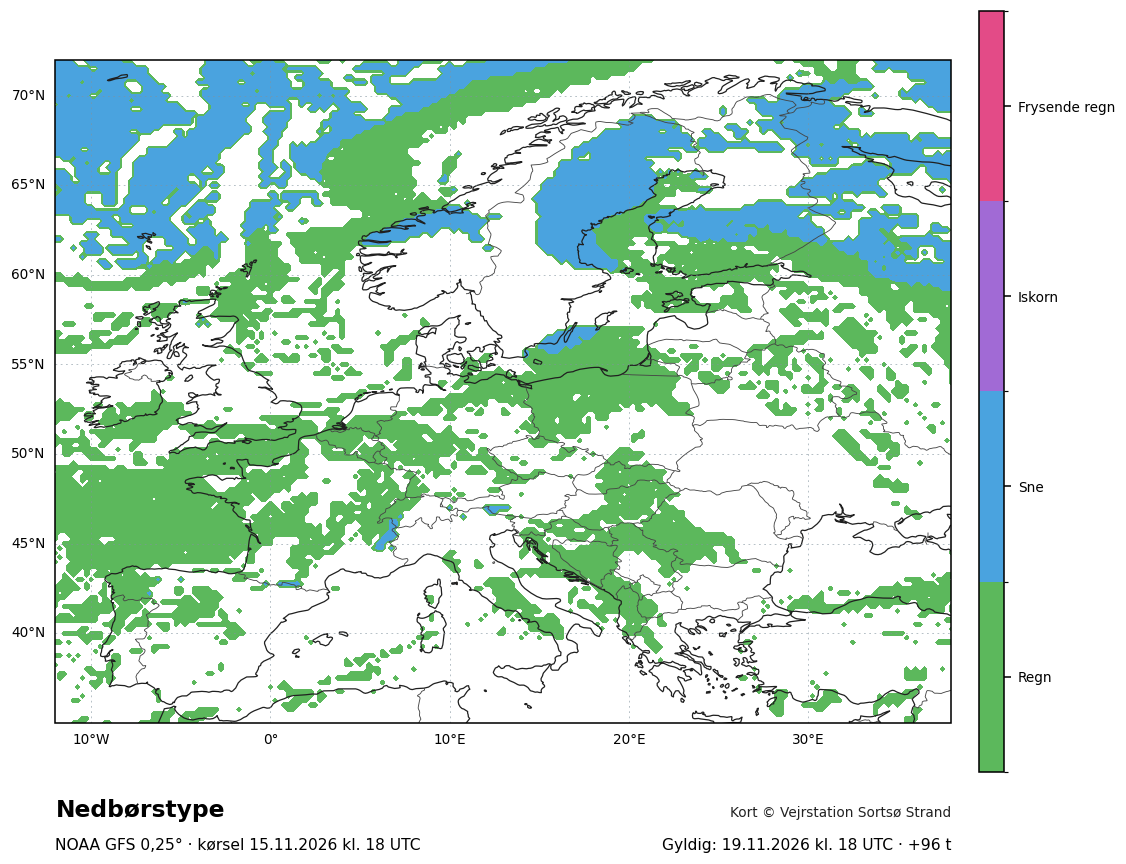 Frysende regn
Iskorn
Sne
Regn
70°N
65°N
60°N
55°N
50°N
45°N
40°N
10°W
0°
10°E
20°E
30°E
Nedbørstype
Kort © Vejrstation Sortsø Strand
NOAA GFS 0,25° · kørsel 15.11.2026 kl. 18 UTC
Gyldig: 19.11.2026 kl. 18 UTC · +96 t